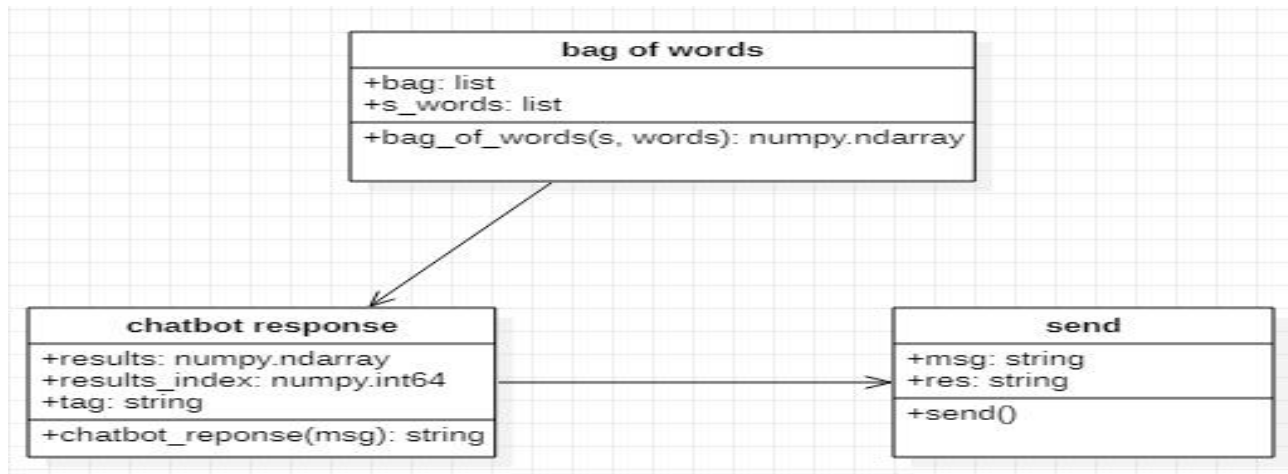 bag of words
+bag: list
+s_words: list
+bag_of_words(s, words): numpy.ndarray
chatbot response
+results: numpy.ndarray
+results_index: numpy.int64
+tag: string
+chatbot_reponse(msg): string
send
+msg: string
+res: string
+send()